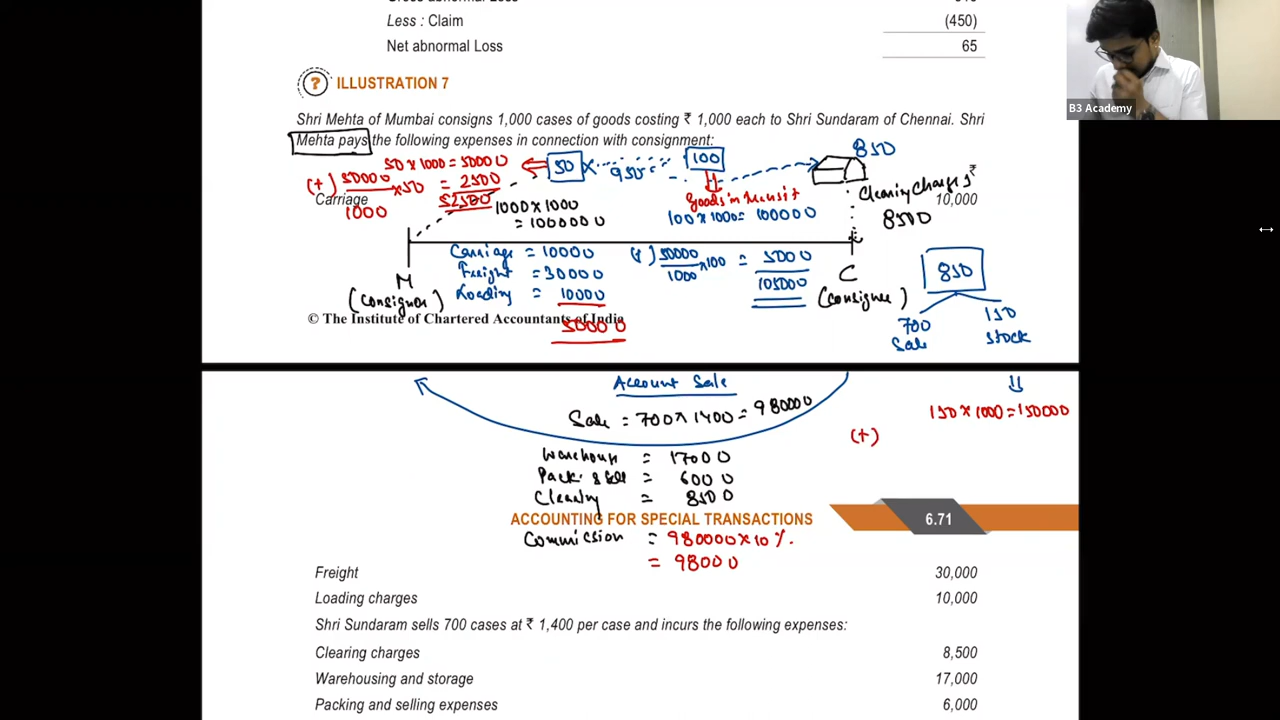 Less : Claim (450)
Net abnormal Loss 65
B3 Academy
? ILLUSTRATION 7
Shri Mehta of Mumbai consigns 1,000 cases of goods costing ₹ 1,000 each to Shri Sundaram of Chennai. Shri
Mehta pays the following expenses in connection with consignment:
50 x 1000 = 50000
50
950
100
850
(+) 50000/1000 x 50 = 2500
52500
Goods in transit
Clearing Charges
8500
₹
Carriage 10,000
1000 x 1000
= 1000000
100 x 1000 = 100000
Carriage = 10000
Freight = 30000
Loading = 10000
50000
(+) 50000/1000 x 100 = 5000
105000
M
(consignor)
C
(consignee)
850
700
Sale
150
stock
© The Institute of Chartered Accountants of India
Account Sale
Sale = 700 x 1400 = 980000
150 x 1000 = 150000
(+)
Warehous = 17000
Pack & Sell = 6000
Clearing = 8500
ACCOUNTING FOR SPECIAL TRANSACTIONS 6.71
Commission = 980000 x 10%.
= 98000
Freight 30,000
Loading charges 10,000
Shri Sundaram sells 700 cases at ₹ 1,400 per case and incurs the following expenses:
Clearing charges 8,500
Warehousing and storage 17,000
Packing and selling expenses 6,000